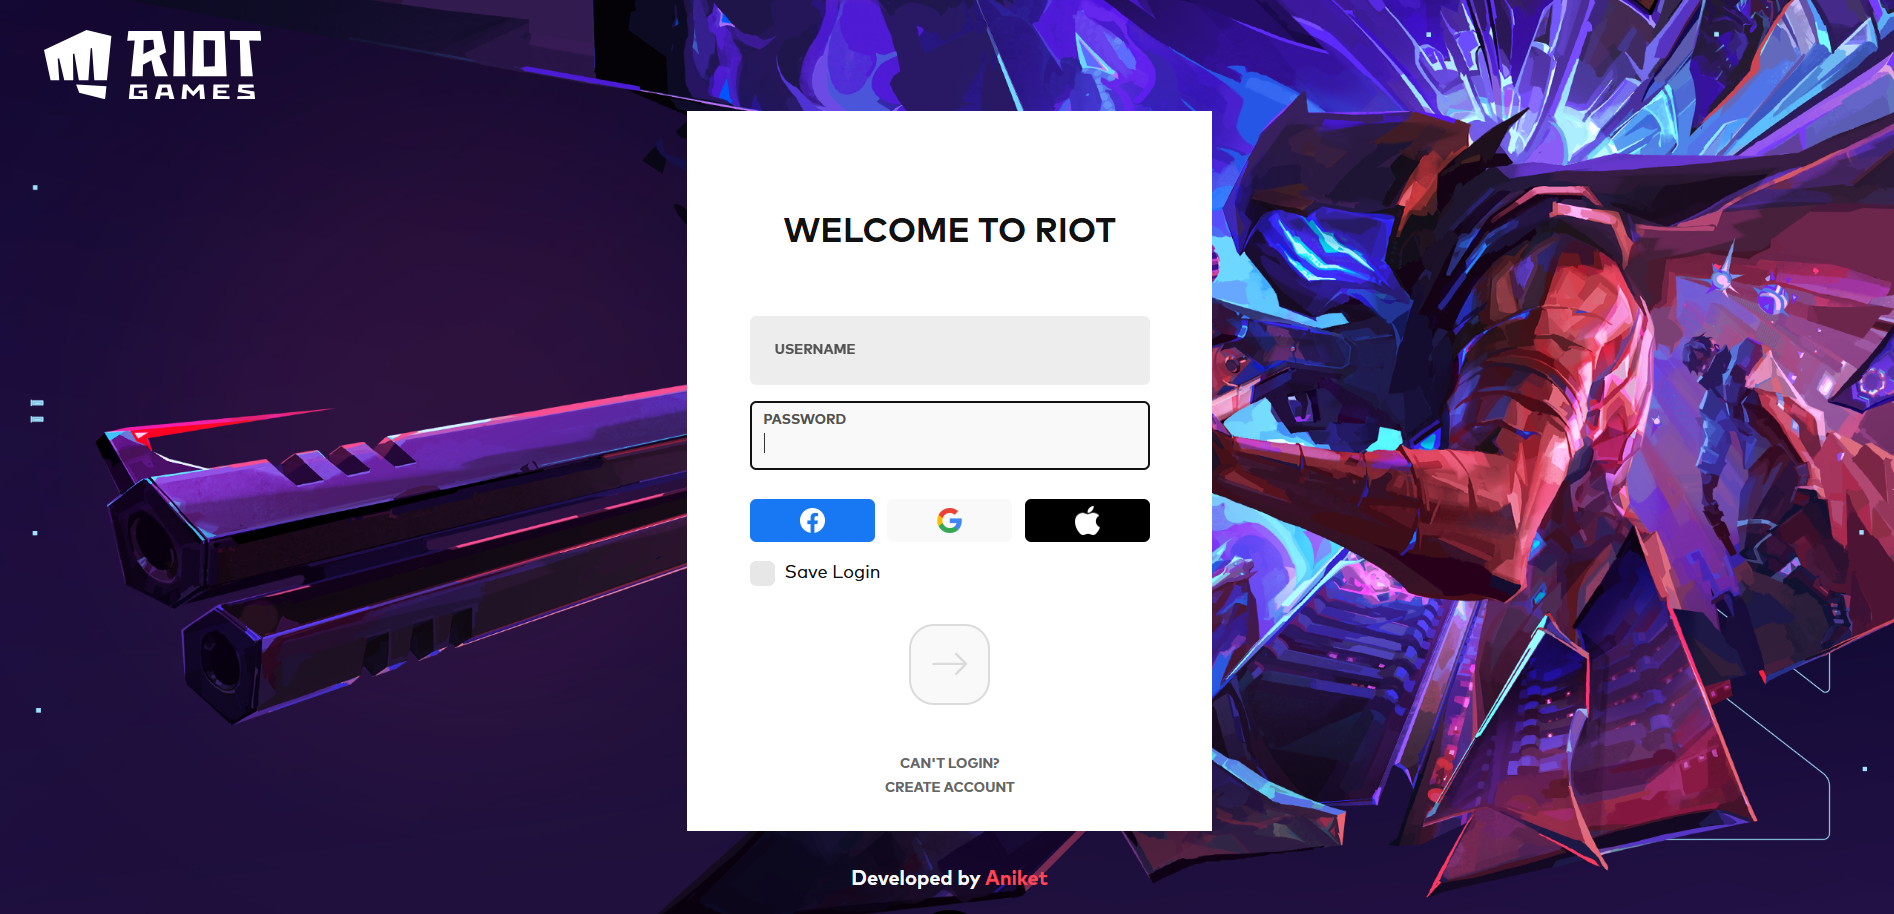 RIOT
GAMES
WELCOME TO RIOT
USERNAME
PASSWORD
Save Login
CAN'T LOGIN?
CREATE ACCOUNT
Developed by Aniket